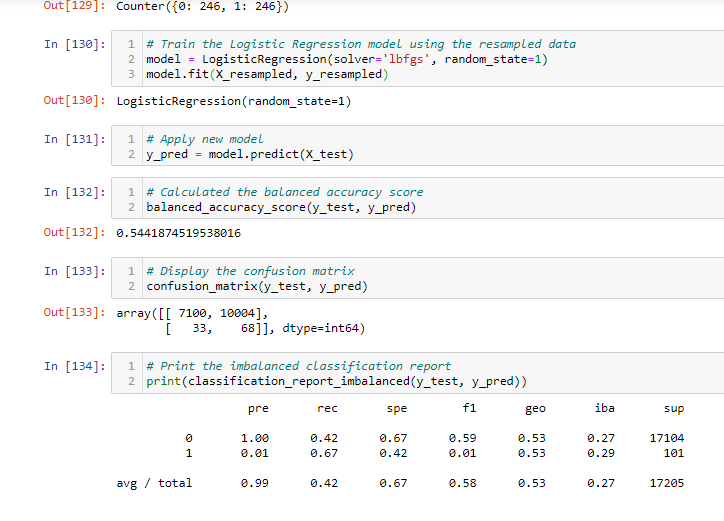 Out[129]: Counter({0: 246, 1: 246})
In [130]: 1 # Train the Logistic Regression model using the resampled data
2 model = LogisticRegression(solver='lbfgs', random_state=1)
3 model.fit(X_resampled, y_resampled)
Out[130]: LogisticRegression(random_state=1)
In [131]: 1 # Apply new model
2 y_pred = model.predict(X_test)
In [132]: 1 # Calculated the balanced accuracy score
2 balanced_accuracy_score(y_test, y_pred)
Out[132]: 0.5441874519538016
In [133]: 1 # Display the confusion matrix
2 confusion_matrix(y_test, y_pred)
Out[133]: array([[ 7100, 10004],
[ 33, 68]], dtype=int64)
In [134]: 1 # Print the imbalanced classification report
2 print(classification_report_imbalanced(y_test, y_pred))
pre rec spe f1 geo iba sup
0 1.00 0.42 0.67 0.59 0.53 0.27 17104
1 0.01 0.67 0.42 0.01 0.53 0.29 101
avg / total 0.99 0.42 0.67 0.58 0.53 0.27 17205